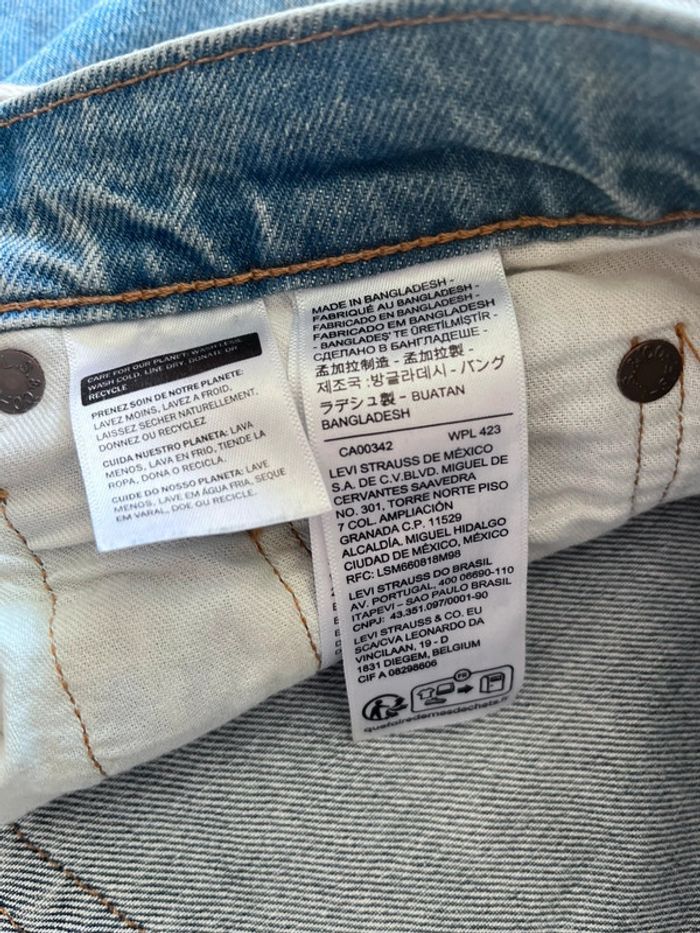 CARE FOR OUR PLANET: WASH LESS,
WASH COLD, LINE DRY, DONATE OR
RECYCLE
PRENEZ SOIN DE NOTRE PLANETE:
LAVEZ MOINS, LAVEZ A FROID,
LAISSEZ SECHER NATURELLEMENT,
DONNEZ OU RECYCLEZ
CUIDA NUESTRO PLANETA: LAVA
MENOS, LAVA EN FRIO, TIENDE LA
ROPA, DONA O RECICLA.
CUIDE DO NOSSO PLANETA: LAVE
MENOS, LAVE EM ÁGUA FRIA, SEQUE
EM VARAL, DOE OU RECICLE.
MADE IN BANGLADESH -
FABRIQUÉ AU BANGLADESH -
FABRICADO EN BANGLADESH -
FABRICADO EM BANGLADESH
- BANGLADEŞ' TE ÜRETİLMİŞTİR -
СДЕЛАНО В БАНГЛАДЕШЕ -
孟加拉制造 - 孟加拉製 -
제조국 :방글라데시 - バング
ラデシュ製 - BUATAN
BANGLADESH
CA00342 WPL 423
LEVI STRAUSS DE MÉXICO
S.A. DE C.V.BLVD. MIGUEL DE
CERVANTES SAAVEDRA
NO. 301, TORRE NORTE PISO
7 COL. AMPLIACIÓN
GRANADA C.P. 11529
ALCALDÍA. MIGUEL HIDALGO
CIUDAD DE MÉXICO, MÉXICO
RFC: LSM660818M98
LEVI STRAUSS DO BRASIL
AV. PORTUGAL, 400 06690-110
ITAPEVI – SAO PAULO BRASIL
CNPJ: 43.351.097/0001-90
LEVI STRAUSS & CO. EU
SCA/CVA LEONARDO DA
VINCILAAN, 19 - D
1831 DIEGEM, BELGIUM
CIF A 08298606
FR
quefairedemesdechets.fr